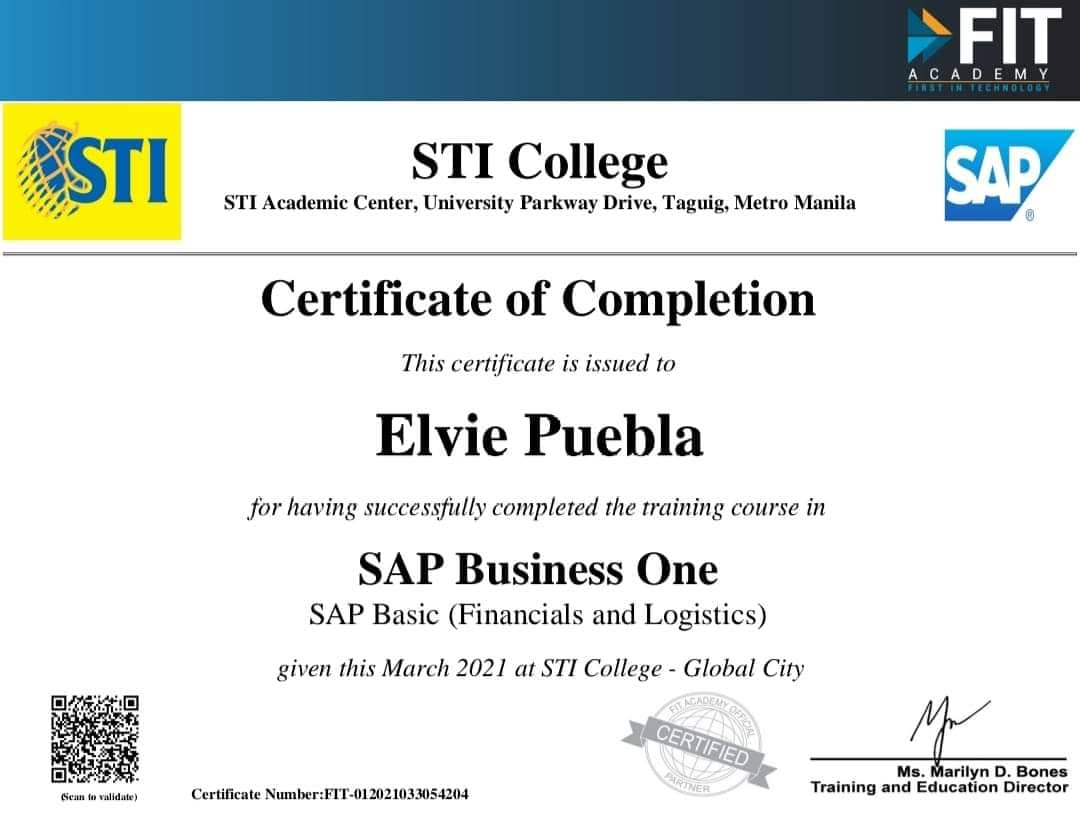 FIT
ACADEMY
FIRST IN TECHNOLOGY
STI
STI College
STI Academic Center, University Parkway Drive, Taguig, Metro Manila
SAP
®
Certificate of Completion
This certificate is issued to
Elvie Puebla
for having successfully completed the training course in
SAP Business One
SAP Basic (Financials and Logistics)
given this March 2021 at STI College - Global City
FIT ACADEMY OFFICIAL
CERTIFIED
PARTNER
Ms. Marilyn D. Bones
Training and Education Director
(Scan to validate)
Certificate Number:FIT-012021033054204